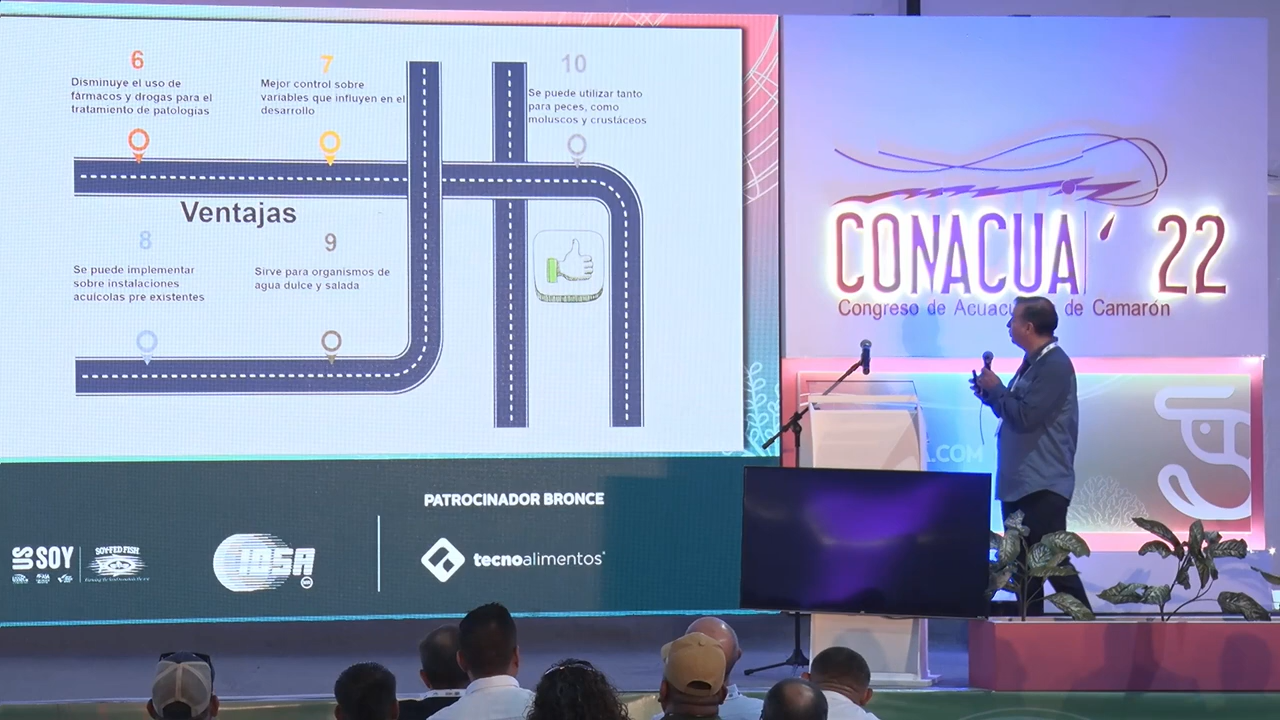 6
Disminuye el uso de
fármacos y drogas para el
tratamiento de patologías
7
Mejor control sobre
variables que influyen en el
desarrollo
10
Se puede utilizar tanto
para peces, como
moluscos y crustáceos
Ventajas
8
Se puede implementar
sobre instalaciones
acuícolas pre existentes
9
Sirve para organismos de
agua dulce y salada
CONACUA' 22
Congreso de Acuac de Camarón
.COM
PATROCINADOR BRONCE
US SOY
SOY-FED FISH
tecnoalimentos